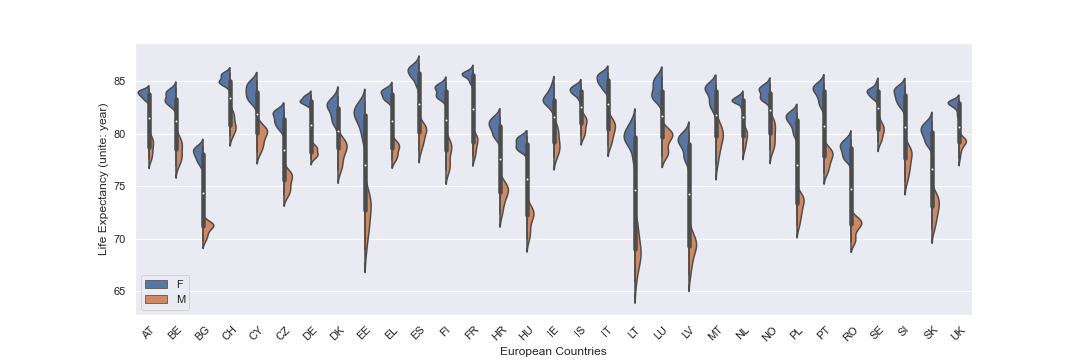 Life Expectancy (unite: year)
85
80
75
70
65
F
M
AT BE BG CH CY CZ DE DK EE EL ES FI FR HR HU IE IS IT LT LU LV MT NL NO PL PT RO SE SI SK UK
European Countries